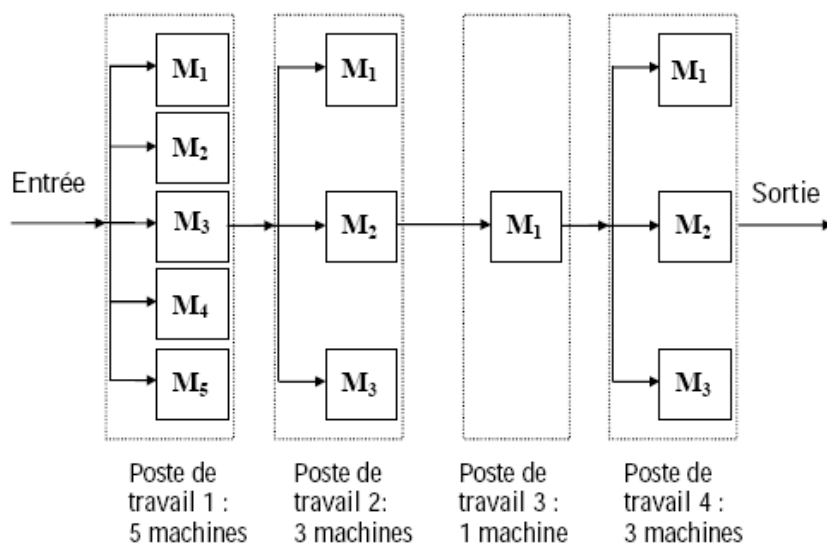 Entrée
M₁
M₂
M₃
M₄
M₅
M₁
M₂
M₃
M₁
M₁
M₂
M₃
Sortie
Poste de
travail 1 :
5 machines
Poste de
travail 2:
3 machines
Poste de
travail 3 :
1 machine
Poste de
travail 4 :
3 machines